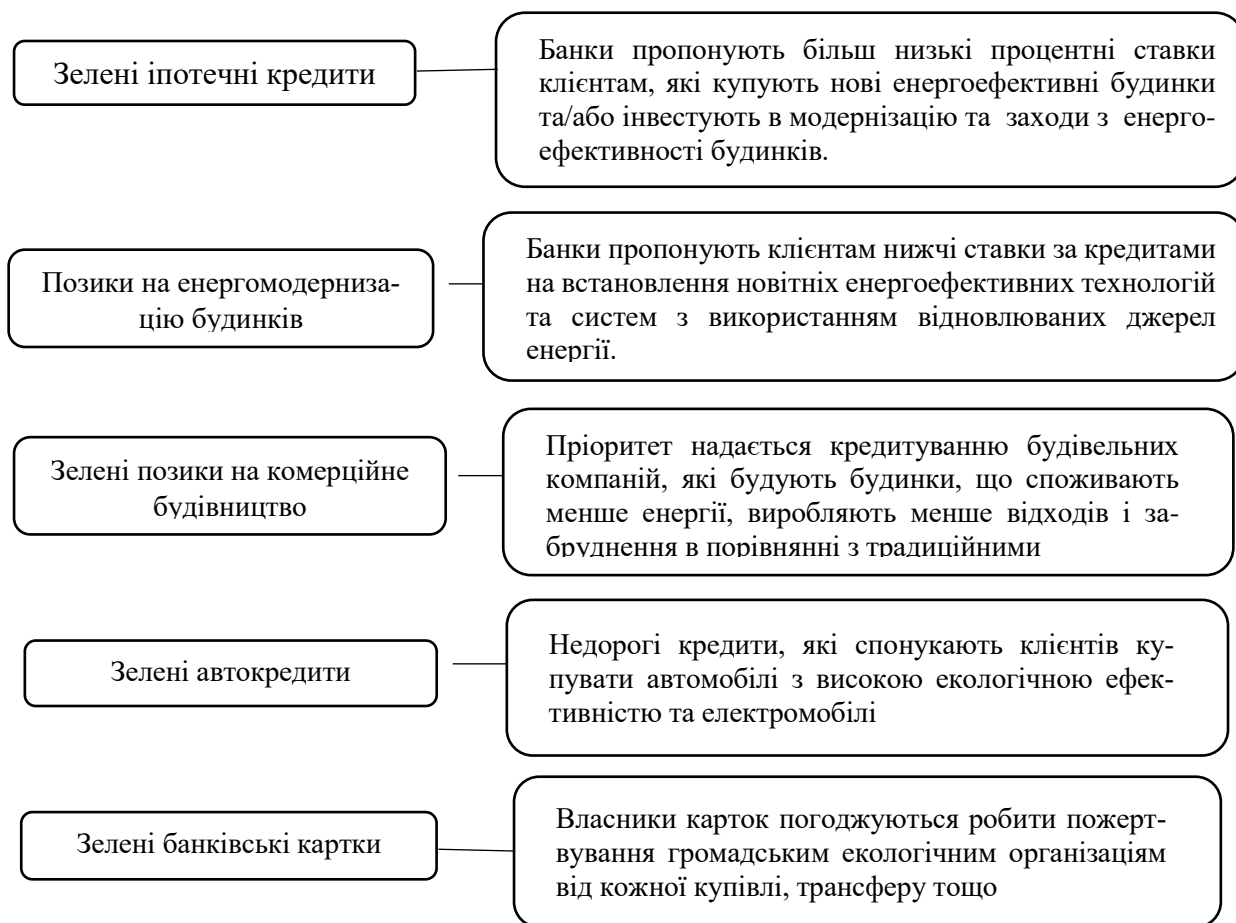 Зелені іпотечні кредити
Банки пропонують більш низькі процентні ставки
клієнтам, які купують нові енергоефективні будинки
та/або інвестують в модернізацію та заходи з енерго-
ефективності будинків.
Позики на енергомодерниза-
цію будинків
Банки пропонують клієнтам нижчі ставки за кредитами
на встановлення новітніх енергоефективних технологій
та систем з використанням відновлюваних джерел
енергії.
Зелені позики на комерційне
будівництво
Пріоритет надається кредитуванню будівельних
компаній, які будують будинки, що споживають
менше енергії, виробляють менше відходів і за-
бруднення в порівнянні з традиційними
Зелені автокредити
Недорогі кредити, які спонукають клієнтів ку-
пувати автомобілі з високою екологічною ефек-
тивністю та електромобілі
Зелені банківські картки
Власники карток погоджуються робити пожерт-
вування громадським екологічним організаціям
від кожної купівлі, трансферу тощо